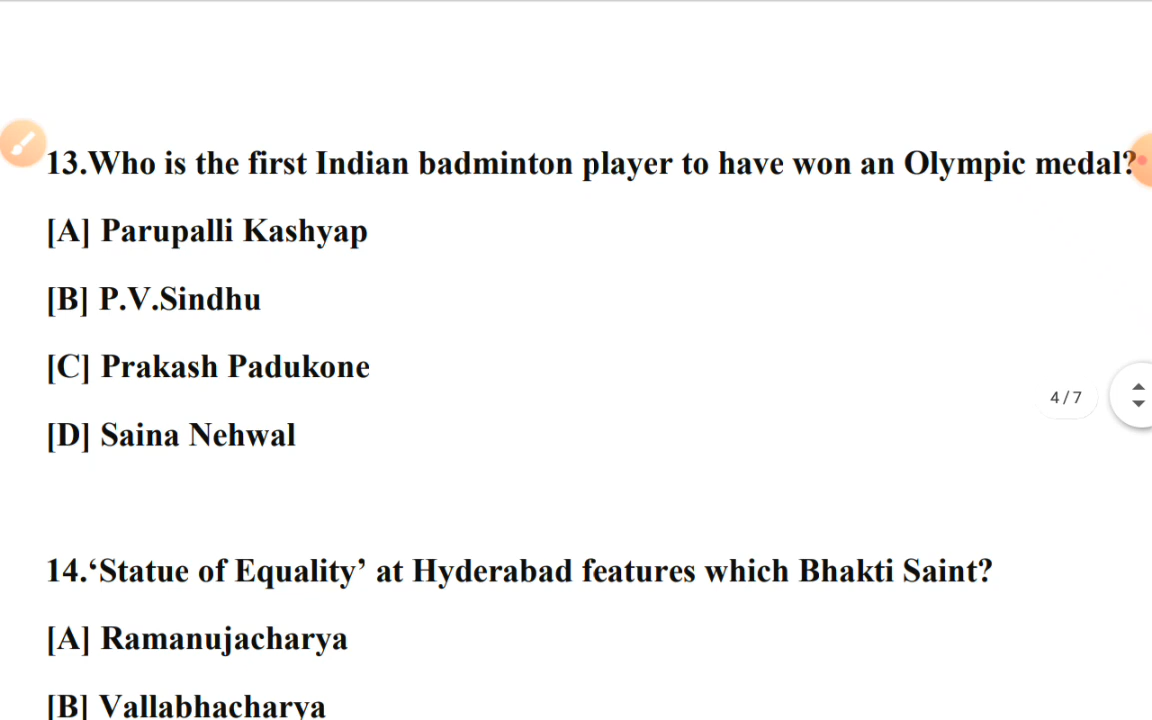 13.Who is the first Indian badminton player to have won an Olympic medal?
[A] Parupalli Kashyap
[B] P.V.Sindhu
[C] Prakash Padukone
[D] Saina Nehwal
4/7
14.‘Statue of Equality’ at Hyderabad features which Bhakti Saint?
[A] Ramanujacharya
[B] Vallabhacharya